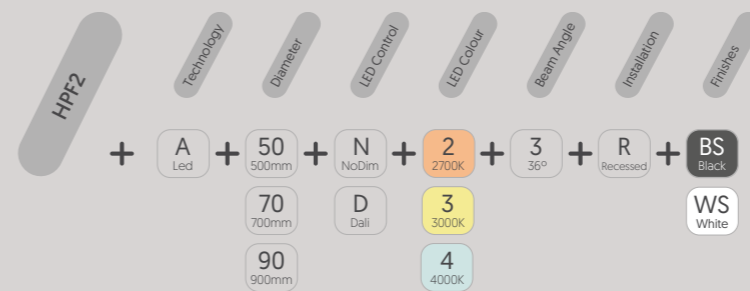 HPF2
Technology
Diameter
LED Control
LED Colour
Beam Angle
Installation
Finishes
+ A + 50 + N + 2 + 3 + R + BS
Led 500mm NoDim 2700K 36º Recessed Black
70 D 3 WS
700mm Dali 3000K White
90 4
900mm 4000K